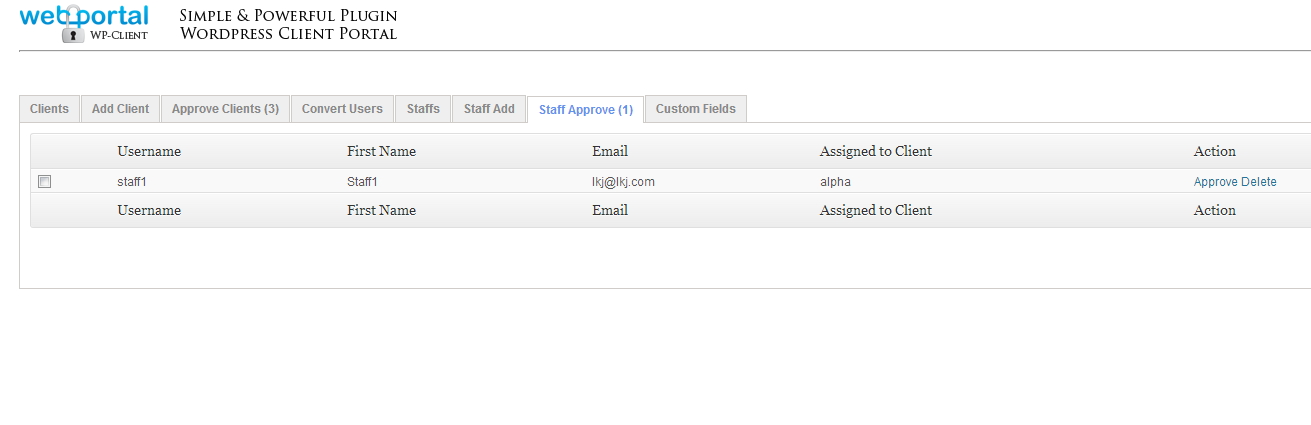 webportal
WP-Client
Simple & Powerful Plugin
Wordpress Client Portal
Clients Add Client Approve Clients (3) Convert Users Staffs Staff Add Staff Approve (1) Custom Fields
Username First Name Email Assigned to Client Action
staff1 Staff1 lkj@lkj.com alpha Approve Delete
Username First Name Email Assigned to Client Action